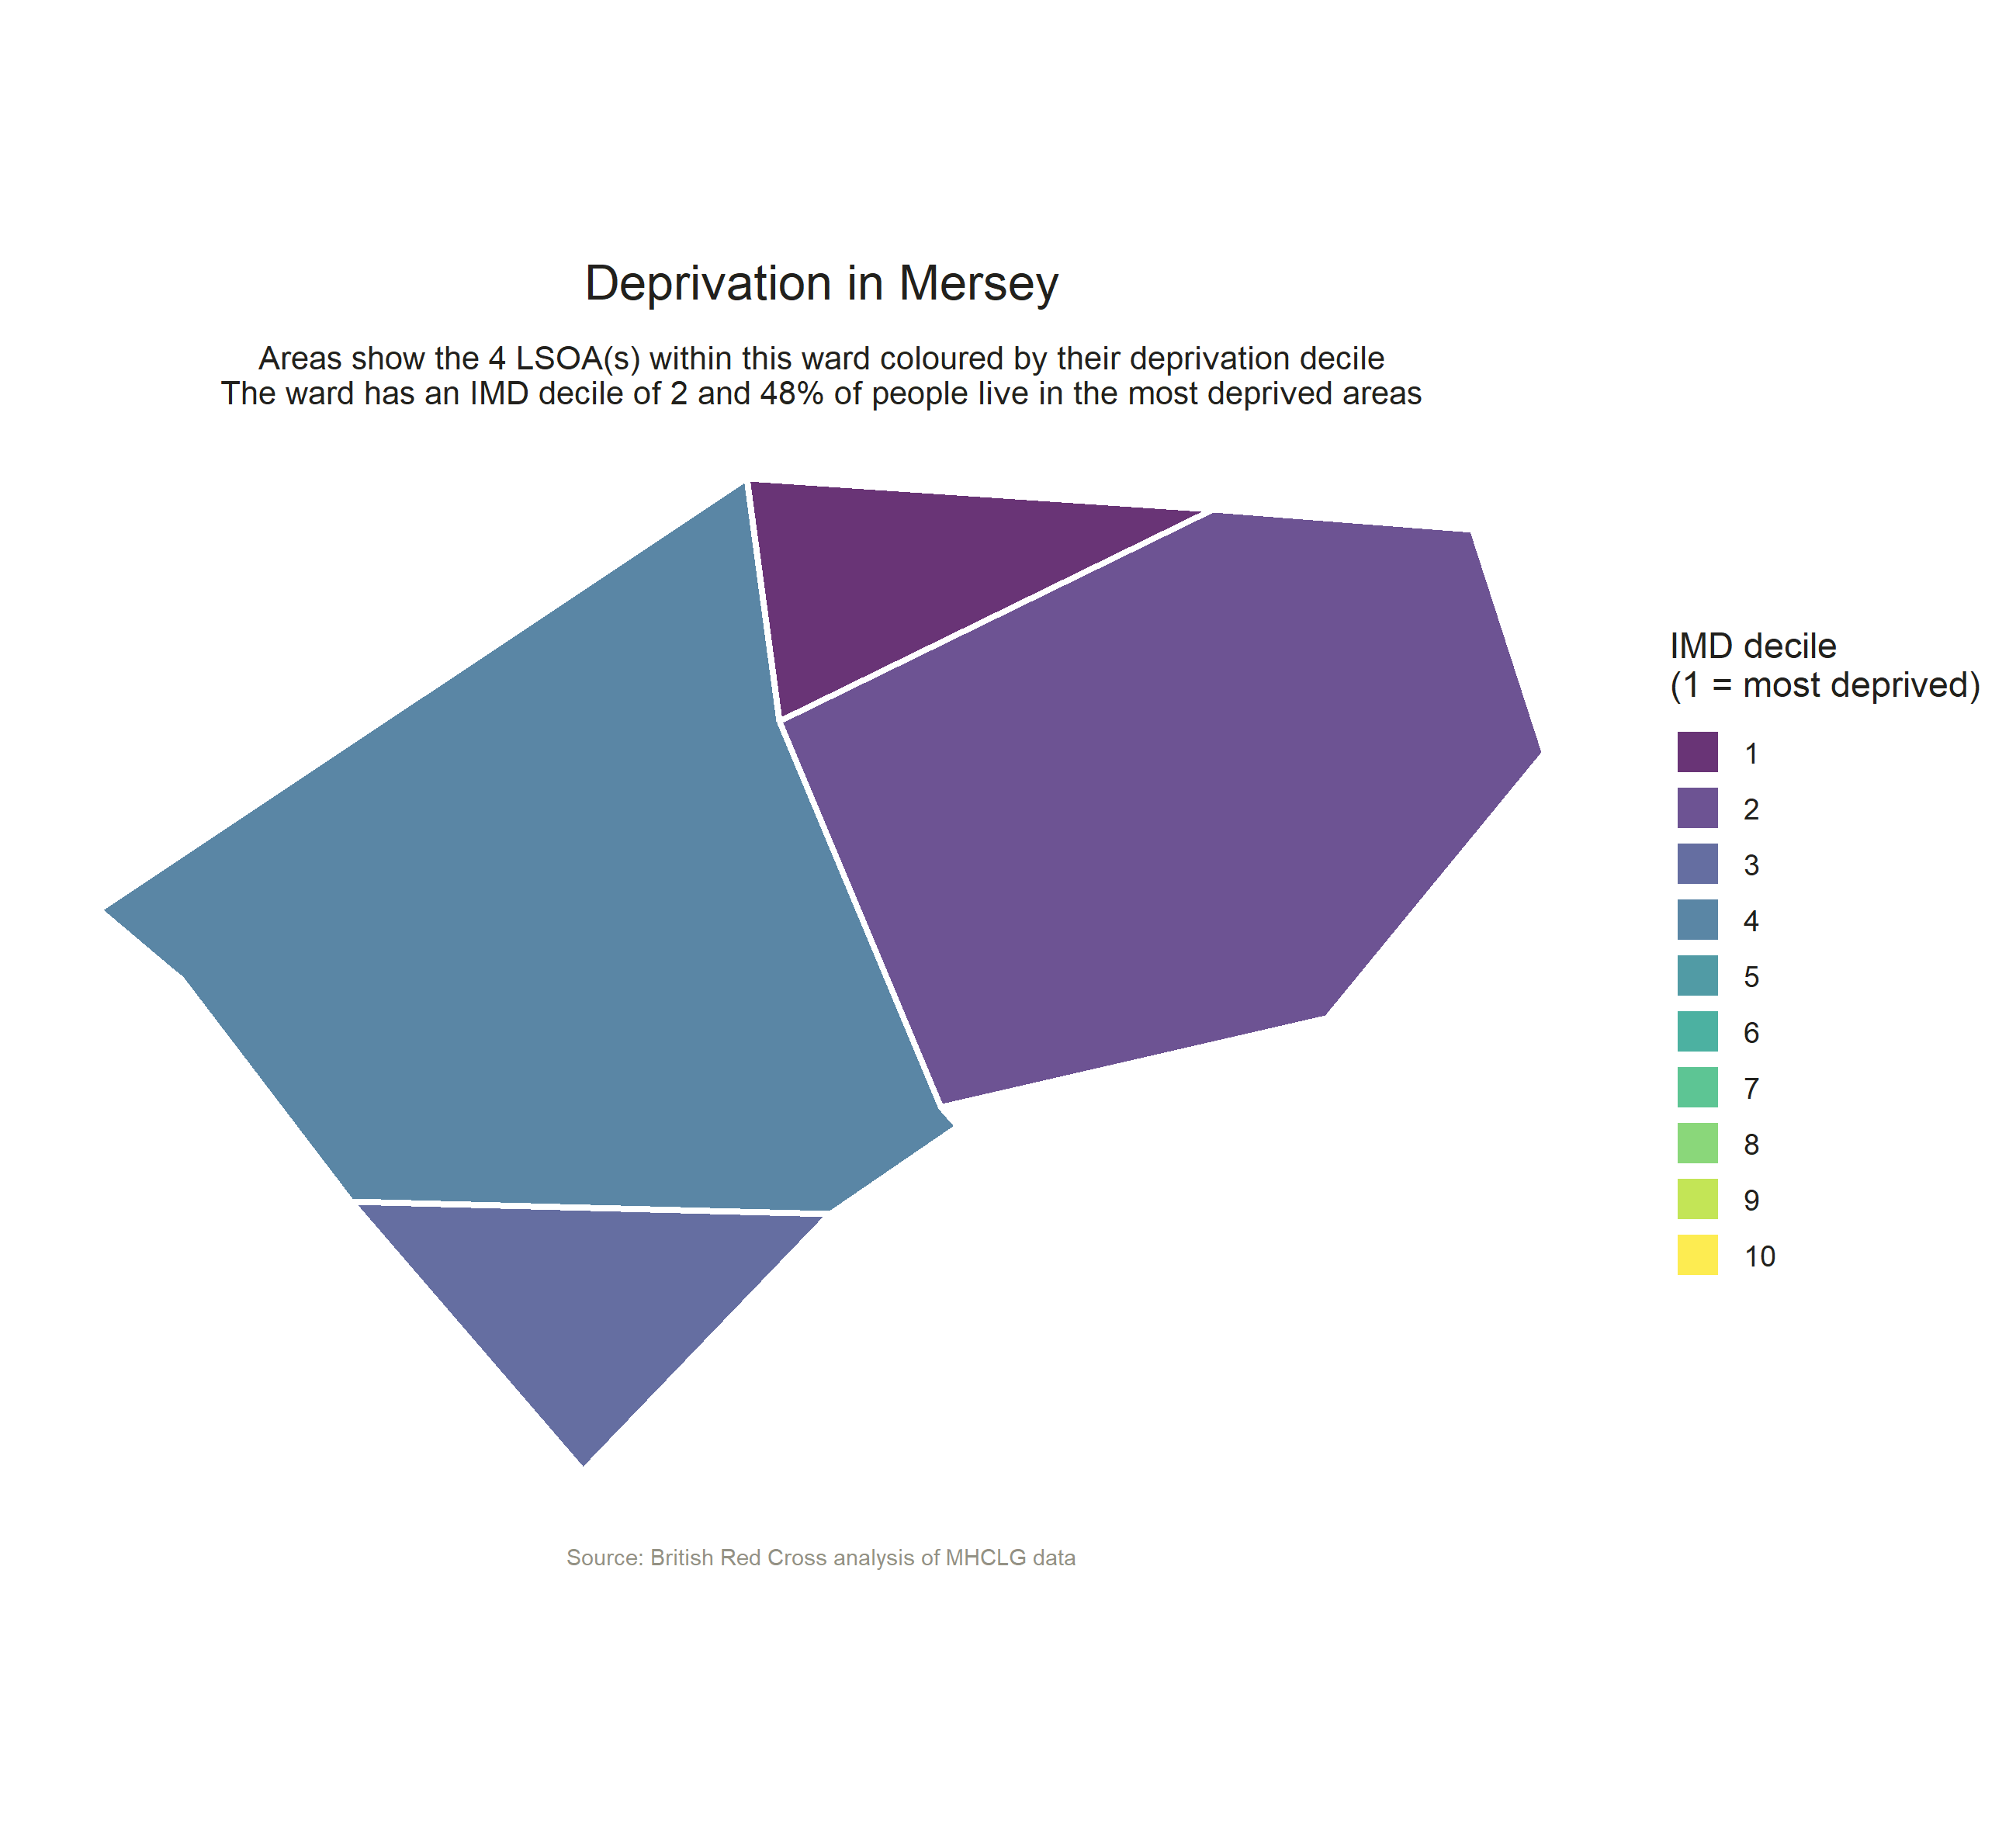 Deprivation in Mersey
Areas show the 4 LSOA(s) within this ward coloured by their deprivation decile
The ward has an IMD decile of 2 and 48% of people live in the most deprived areas
IMD decile
(1 = most deprived)
1
2
3
4
5
6
7
8
9
10
Source: British Red Cross analysis of MHCLG data